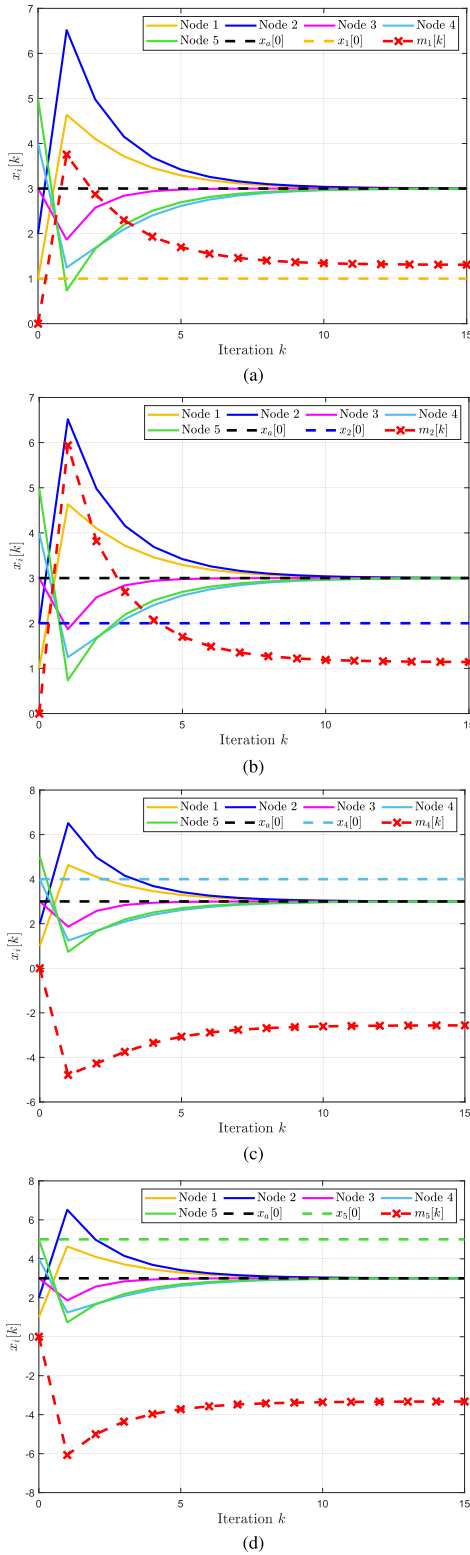 7
6
5
4
3
2
1
0
x_i[k]
Node 1 Node 2 Node 3 Node 4
Node 5 x_a[0] x_1[0] m_1[k]
0 5 10 15
Iteration k
(a)
7
6
5
4
3
2
1
0
x_i[k]
Node 1 Node 2 Node 3 Node 4
Node 5 x_a[0] x_2[0] m_2[k]
0 5 10 15
Iteration k
(b)
8
6
4
2
0
-2
-4
-6
x_i[k]
Node 1 Node 2 Node 3 Node 4
Node 5 x_a[0] x_4[0] m_4[k]
0 5 10 15
Iteration k
(c)
8
6
4
2
0
-2
-4
-6
-8
x_i[k]
Node 1 Node 2 Node 3 Node 4
Node 5 x_a[0] x_5[0] m_5[k]
0 5 10 15
Iteration k
(d)